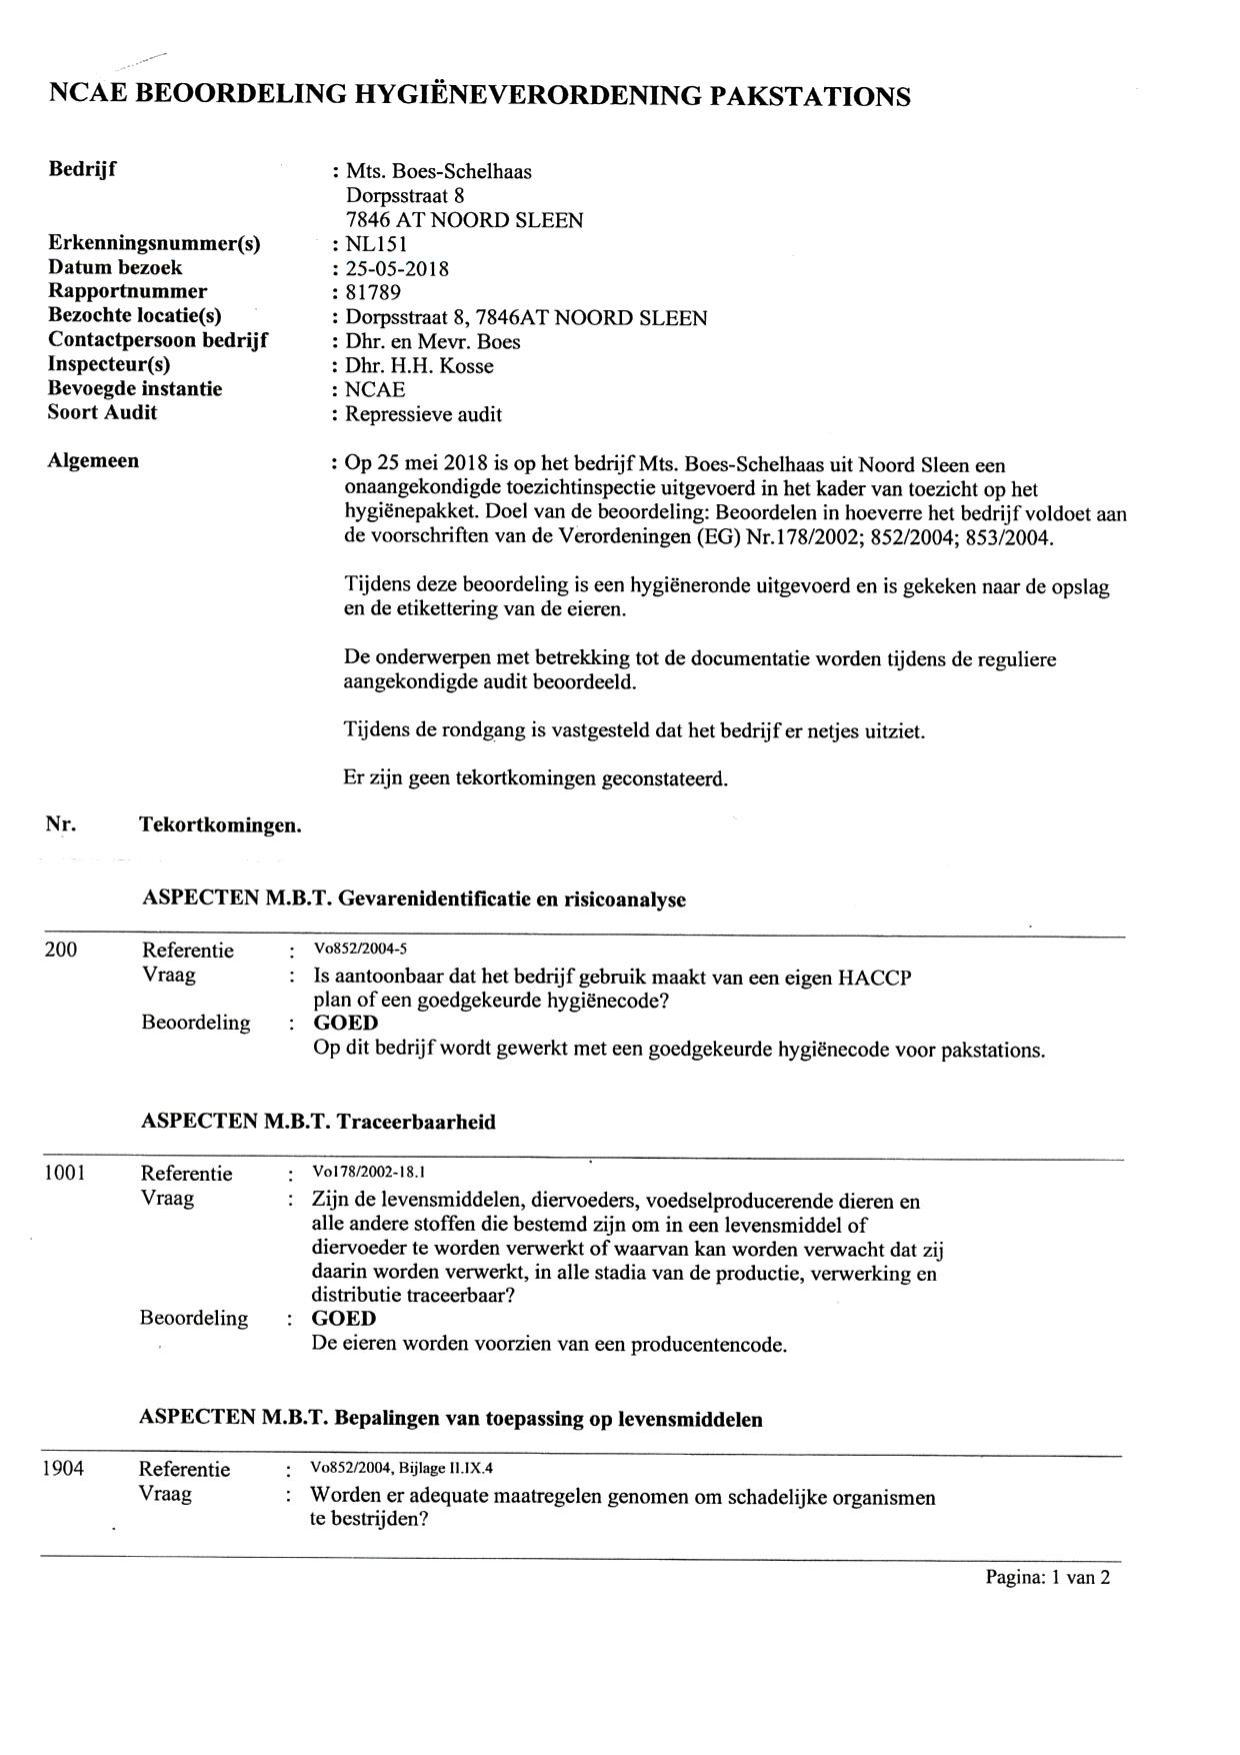 NCAE BEOORDELING HYGIËNEVERORDENING PAKSTATIONS
Bedrijf : Mts. Boes-Schelhaas
Dorpsstraat 8
7846 AT NOORD SLEEN
Erkenningsnummer(s) : NL151
Datum bezoek : 25-05-2018
Rapportnummer : 81789
Bezochte locatie(s) : Dorpsstraat 8, 7846AT NOORD SLEEN
Contactpersoon bedrijf : Dhr. en Mevr. Boes
Inspecteur(s) : Dhr. H.H. Kosse
Bevoegde instantie : NCAE
Soort Audit : Repressieve audit
Algemeen : Op 25 mei 2018 is op het bedrijf Mts. Boes-Schelhaas uit Noord Sleen een
onaangekondigde toezichtinspectie uitgevoerd in het kader van toezicht op het
hygiënepakket. Doel van de beoordeling: Beoordelen in hoeverre het bedrijf voldoet aan
de voorschriften van de Verordeningen (EG) Nr.178/2002; 852/2004; 853/2004.
Tijdens deze beoordeling is een hygiëneronde uitgevoerd en is gekeken naar de opslag
en de etikettering van de eieren.
De onderwerpen met betrekking tot de documentatie worden tijdens de reguliere
aangekondigde audit beoordeeld.
Tijdens de rondgang is vastgesteld dat het bedrijf er netjes uitziet.
Er zijn geen tekortkomingen geconstateerd.
Nr. Tekortkomingen.
ASPECTEN M.B.T. Gevarenidentificatie en risicoanalyse
200 Referentie : Vo852/2004-5
Vraag : Is aantoonbaar dat het bedrijf gebruik maakt van een eigen HACCP
plan of een goedgekeurde hygiënecode?
Beoordeling : GOED
Op dit bedrijf wordt gewerkt met een goedgekeurde hygiënecode voor pakstations.
ASPECTEN M.B.T. Traceerbaarheid
1001 Referentie : Vo178/2002-18.1
Vraag : Zijn de levensmiddelen, diervoeders, voedselproducerende dieren en
alle andere stoffen die bestemd zijn om in een levensmiddel of
diervoeder te worden verwerkt of waarvan kan worden verwacht dat zij
daarin worden verwerkt, in alle stadia van de productie, verwerking en
distributie traceerbaar?
Beoordeling : GOED
De eieren worden voorzien van een producentencode.
ASPECTEN M.B.T. Bepalingen van toepassing op levensmiddelen
1904 Referentie : Vo852/2004, Bijlage II.IX.4
Vraag : Worden er adequate maatregelen genomen om schadelijke organismen
te bestrijden?
Pagina: 1 van 2